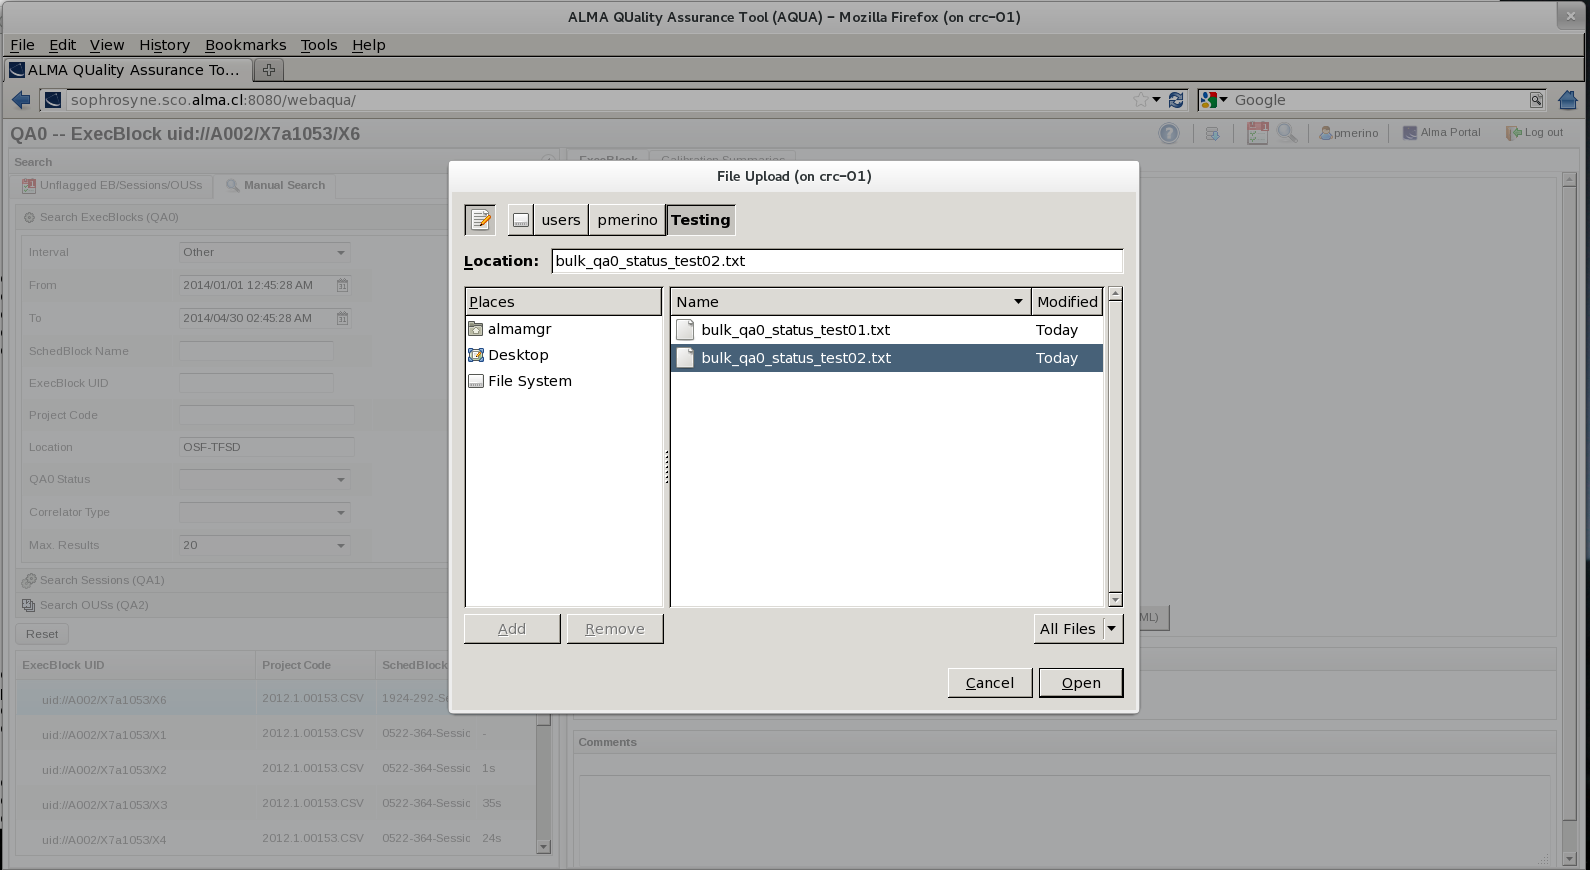 ALMA QUality Assurance Tool (AQUA) – Mozilla Firefox (on crc-01)
File Edit View History Bookmarks Tools Help
ALMA QUality Assurance To...
sophrosyne.sco.alma.cl:8080/webaqua/ Google
QA0 -- ExecBlock uid://A002/X7a1053/X6 pmerino Alma Portal Log out
Search ExecBlock Calibration Summaries
Unflagged EB/Sessions/OUSs Manual Search
Search ExecBlocks (QA0)
Interval Other
From 2014/01/01 12:45:28 AM
To 2014/04/30 02:45:28 AM
SchedBlock Name
ExecBlock UID
Project Code
Location OSF-TFSD
QA0 Status
Correlator Type
Max. Results 20
Search Sessions (QA1)
Search OUSs (QA2)
Reset
ExecBlock UID Project Code SchedBlock
uid://A002/X7a1053/X6 2012.1.00153.CSV 1924-292-Se
uid://A002/X7a1053/X1 2012.1.00153.CSV 0522-364-Sessic -
uid://A002/X7a1053/X2 2012.1.00153.CSV 0522-364-Sessic 1s
uid://A002/X7a1053/X3 2012.1.00153.CSV 0522-364-Sessic 35s
uid://A002/X7a1053/X4 2012.1.00153.CSV 0522-364-Sessic 24s
File Upload (on crc-01)
users pmerino Testing
Location: bulk_qa0_status_test02.txt
Places Name Modified
almamgr bulk_qa0_status_test01.txt Today
Desktop bulk_qa0_status_test02.txt Today
File System
Add Remove All Files
Cancel Open
ML)
Comments